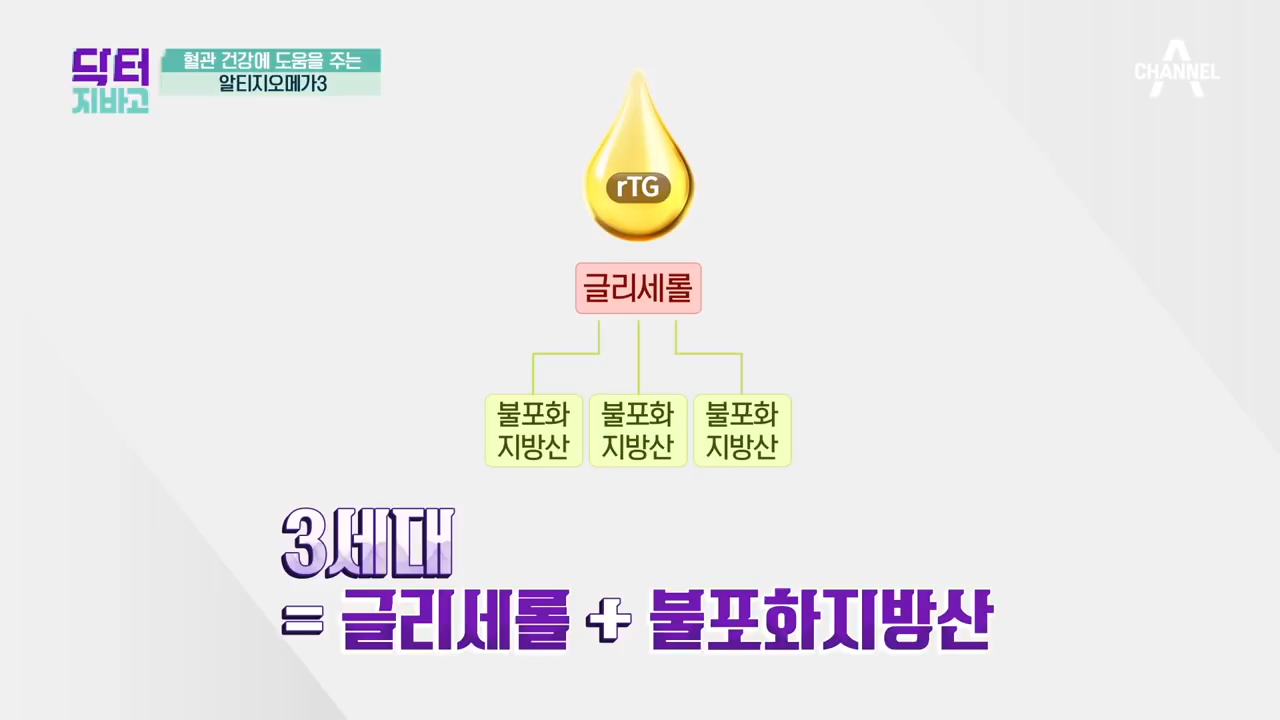 닥터
지바고
혈관 건강에 도움을 주는
알티지오메가3
CHANNEL A
rTG
글리세롤
불포화
지방산
불포화
지방산
불포화
지방산
3세대
= 글리세롤 + 불포화지방산